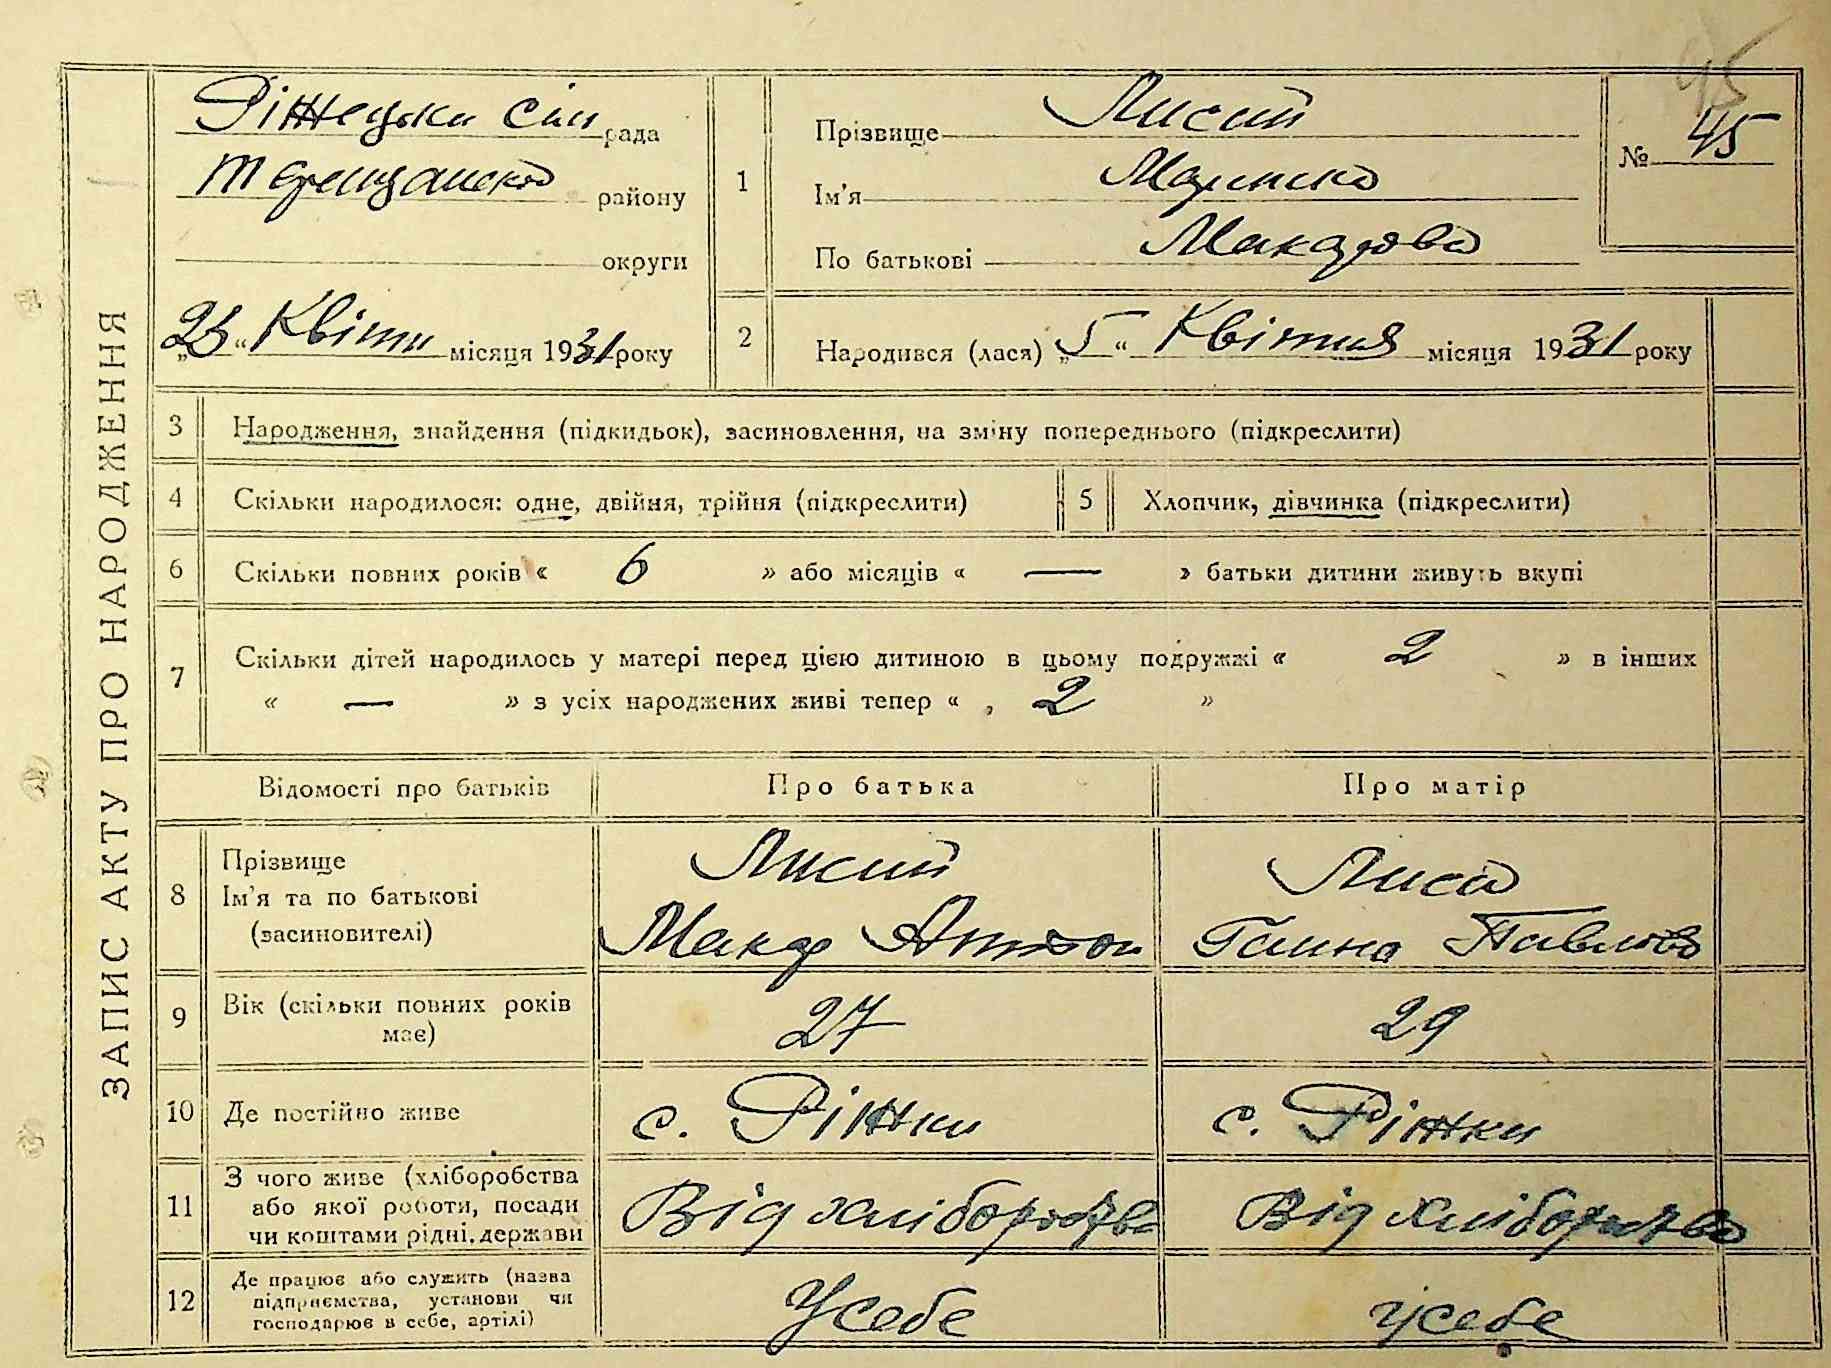 ЗАПИС АКТУ ПРО НАРОДЖЕННЯ
45
Ріжецьки сіл рада
району
округи
„23“ Квітн місяця 1931 року
1
Прізвище Лисий
Ім'я Маринка
По батькові Макарова
№ 45
2
Народився (лася) „5“ Квітня місяця 1931 року
3 Народження, знайдення (підкидьок), засиновлення, на зміну попереднього (підкреслити)
4 Скільки народилося: одне, двійня, трійня (підкреслити)
5 Хлопчик, дівчинка (підкреслити)
6 Скільки повних років « 6 » або місяців « — » батьки дитини живуть вкупі
7 Скільки дітей народилось у матері перед цією дитиною в цьому подружжі « 2 » в інших
« — » з усіх народжених живі тепер « 2 »
Відомості про батьків Про батька Про матір
8 Прізвище
Ім'я та по батькові
(засиновителі)
Лисий
Макар Антон
Лиса
Ганна Павлова
9 Вік (скільки повних років
має)
27 29
10 Де постійно живе с. Ріжки с. Ріжки
11 З чого живе (хліборобства
або якої роботи, посади
чи коштами рідні, держави
Від хліборобства Від хліборобства
12 Де працює або служить (назва
підприємства, установи чи
господарює в себе, артілі)
Усебе усебе